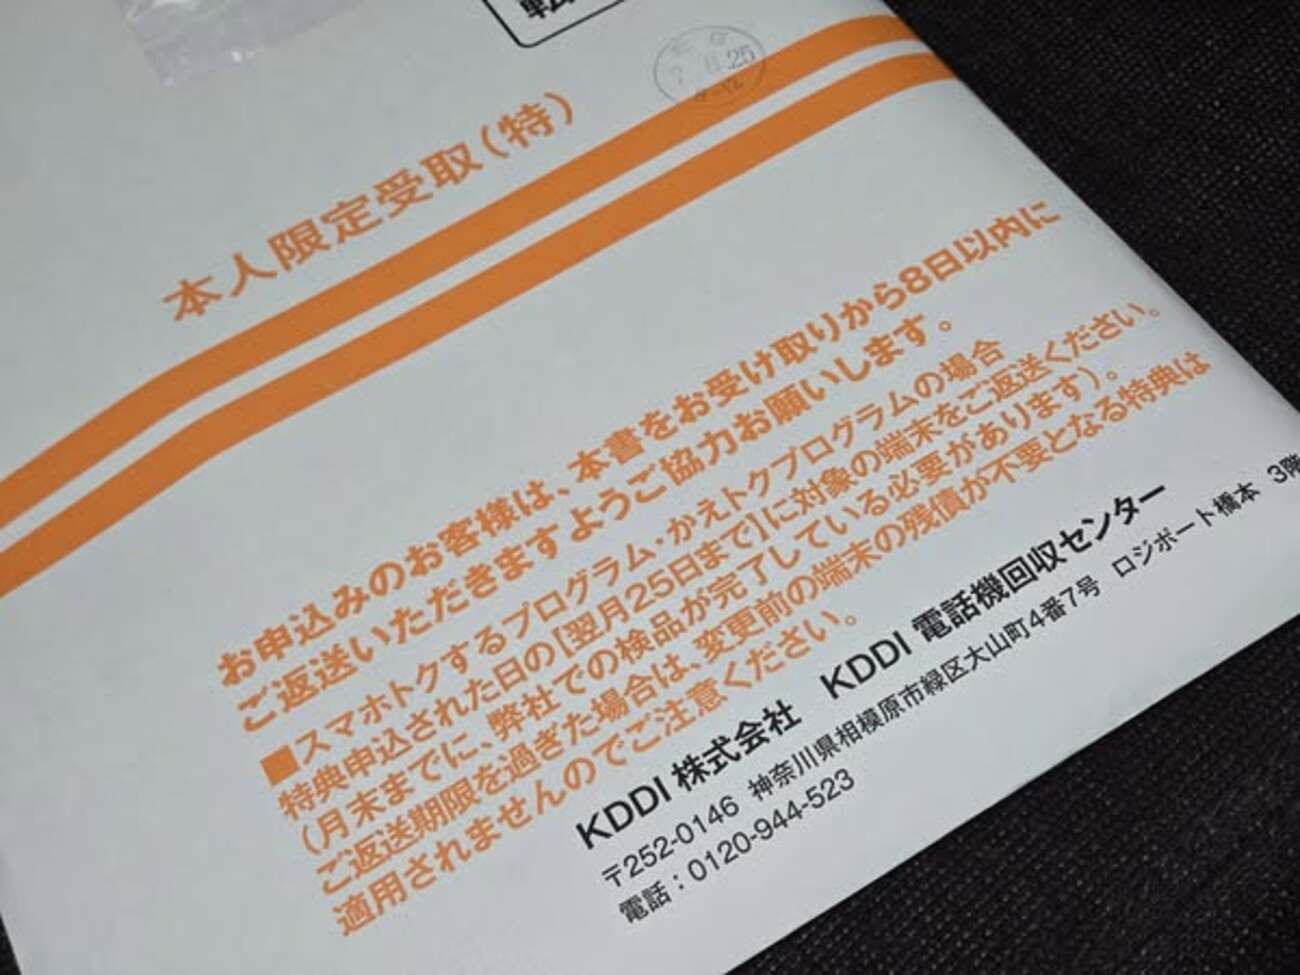 転
7 6.25
8-12
本人限定受取(特)
お申込みのお客様は、本書をお受け取りから8日以内に
ご返送いただきますようご協力お願いします。
■スマホトクするプログラム・かえトクプログラムの場合
特典申込された日の【翌月25日まで】に対象の端末をご返送ください。
(月末までに、弊社での検品が完了している必要があります)。
ご返送期限を過ぎた場合は、変更前の端末の残債が不要となる特典は
適用されませんのでご注意ください。
KDDI 株式会社 KDDI 電話機回収センター
〒252-0146 神奈川県相模原市緑区大山町4番7号 ロジポート橋本 3階
電話：0120-944-523